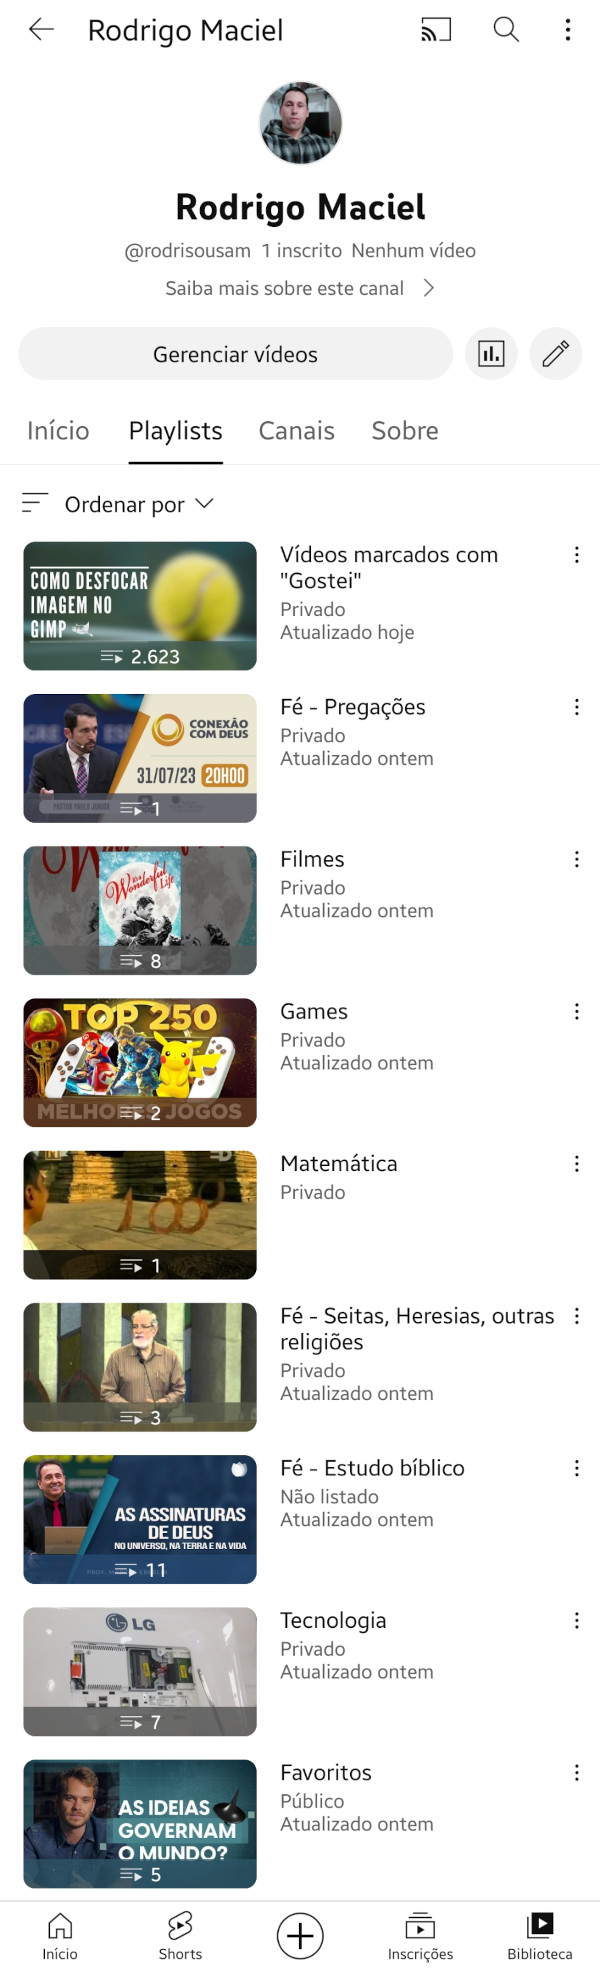 Rodrigo Maciel
Rodrigo Maciel
@rodrisousam 1 inscrito Nenhum vídeo
Saiba mais sobre este canal
Gerenciar vídeos
Início Playlists Canais Sobre
Ordenar por
COMO DESFOCAR
IMAGEM NO
GIMP
2.623
Vídeos marcados com
"Gostei"
Privado
Atualizado hoje
CONEXÃO
COM DEUS
31/07/23 20H00
PASTOR PAULO JUNIOR
1
Fé - Pregações
Privado
Atualizado ontem
It's a
Wonderful
Life
8
Filmes
Privado
Atualizado ontem
TOP 250
MELHORES JOGOS
2
Games
Privado
Atualizado ontem
100
1
Matemática
Privado
3
Fé - Seitas, Heresias, outras
religiões
Privado
Atualizado ontem
AS ASSINATURAS
DE DEUS
NO UNIVERSO, NA TERRA E NA VIDA
11
Fé - Estudo bíblico
Não listado
Atualizado ontem
LG
7
Tecnologia
Privado
Atualizado ontem
AS IDEIAS
GOVERNAM
O MUNDO?
5
Favoritos
Público
Atualizado ontem
Início Shorts Inscrições Biblioteca